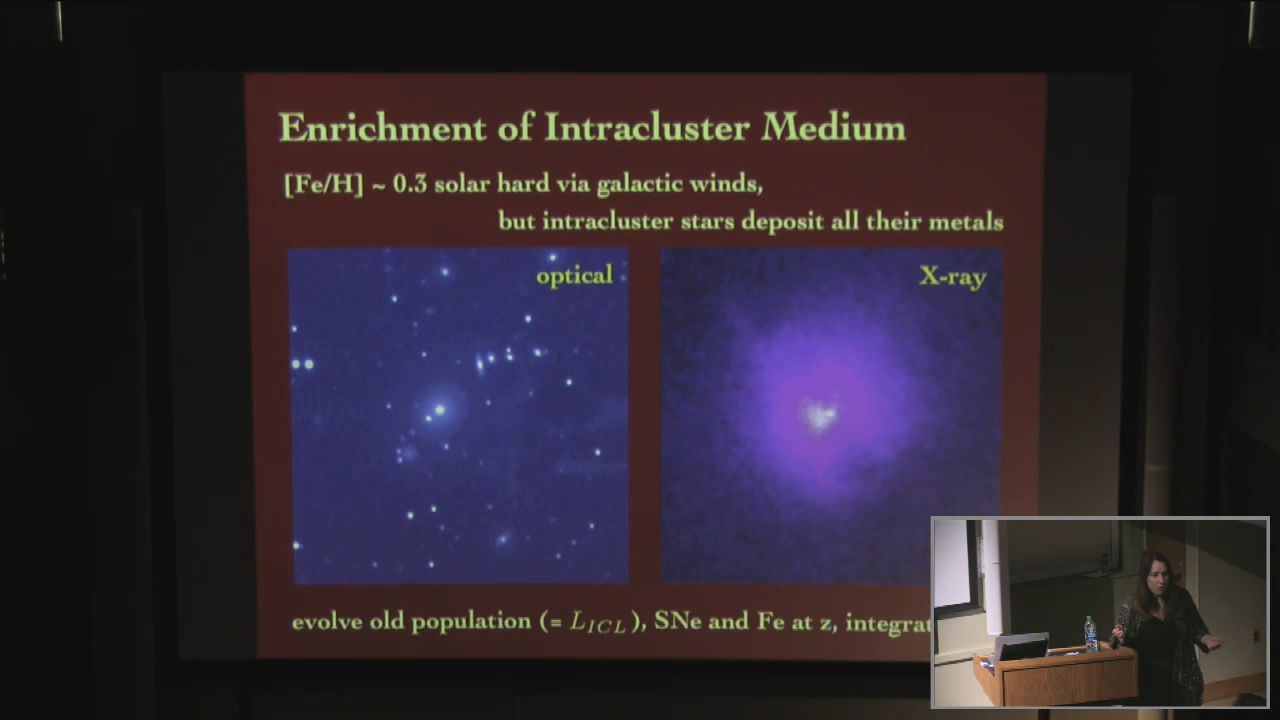 Enrichment of Intracluster Medium
[Fe/H] ~ 0.3 solar hard via galactic winds,
but intracluster stars deposit all their metals
optical
X-ray
evolve old population (= L_ICL), SNe and Fe at z,